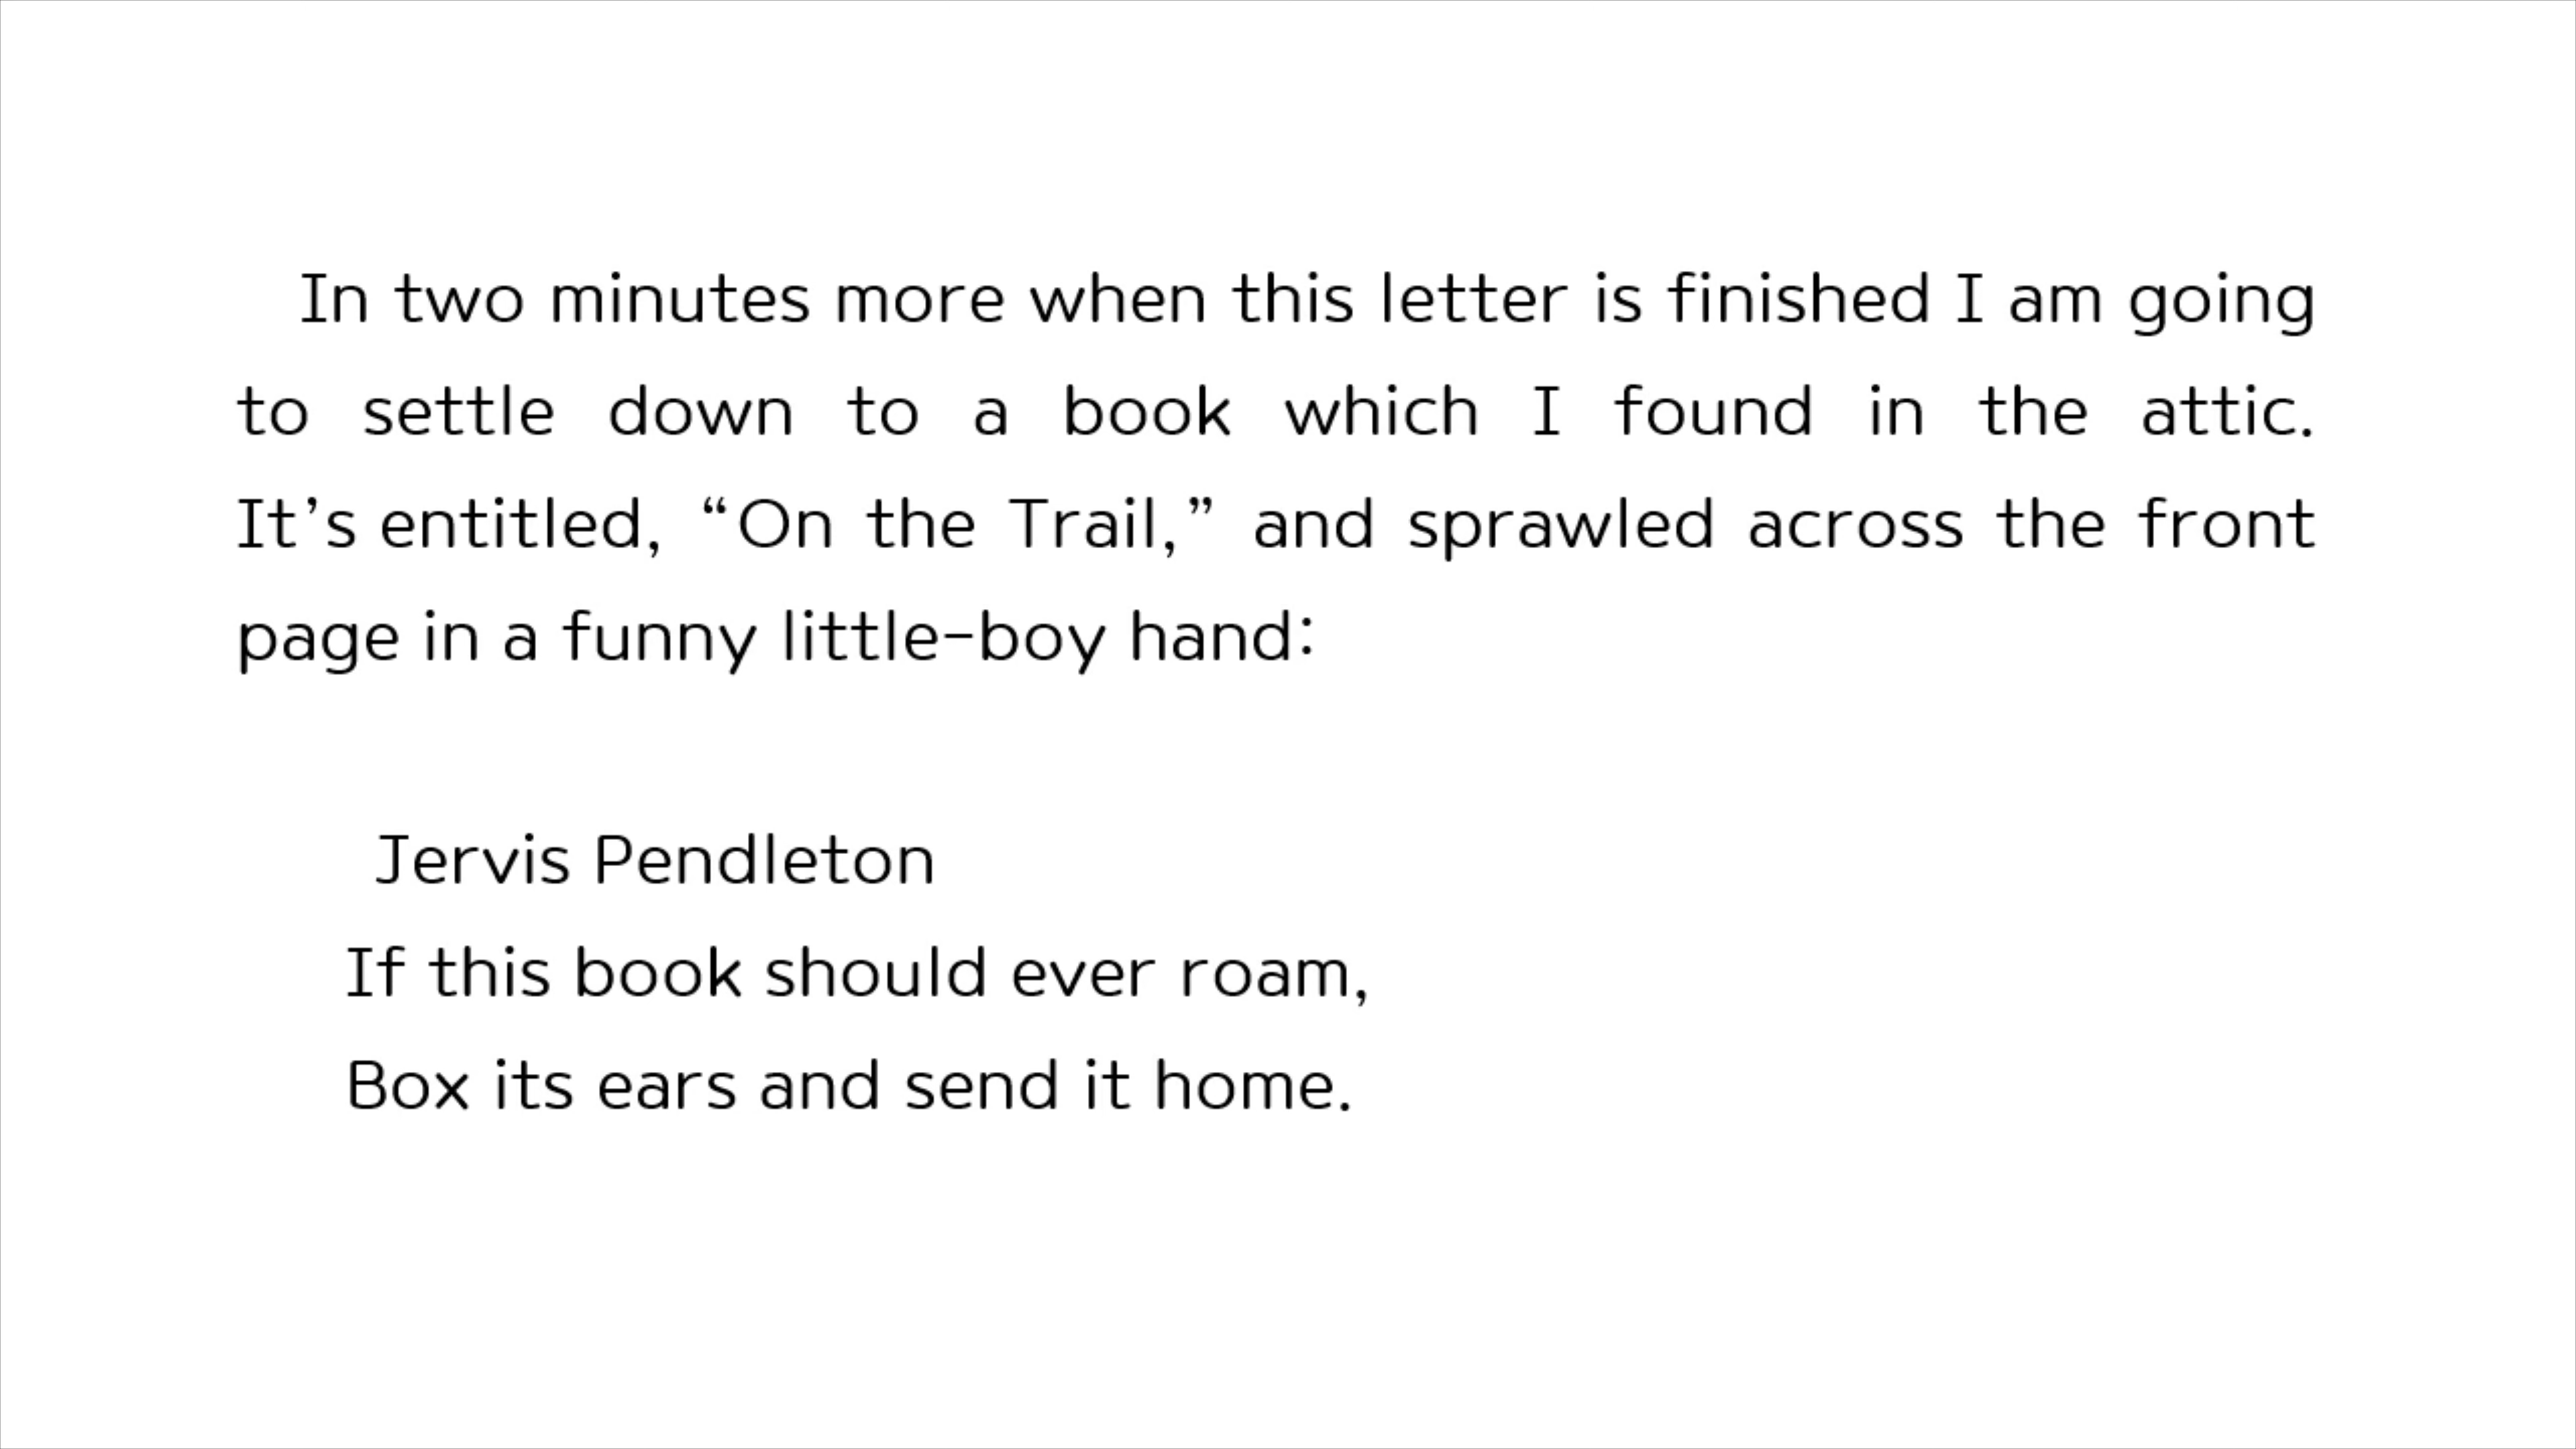 In two minutes more when this letter is finished I am going
to settle down to a book which I found in the attic.
It’s entitled, “On the Trail,” and sprawled across the front
page in a funny little-boy hand:
Jervis Pendleton
If this book should ever roam,
Box its ears and send it home.